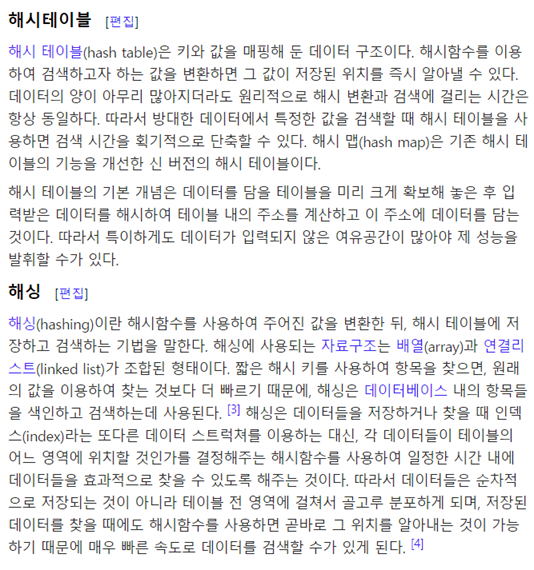 해시테이블 [편집]
해시 테이블(hash table)은 키와 값을 매핑해 둔 데이터 구조이다. 해시함수를 이용
하여 검색하고자 하는 값을 변환하면 그 값이 저장된 위치를 즉시 알아낼 수 있다.
데이터의 양이 아무리 많아지더라도 원리적으로 해시 변환과 검색에 걸리는 시간은
항상 동일하다. 따라서 방대한 데이터에서 특정한 값을 검색할 때 해시 테이블을 사
용하면 검색 시간을 획기적으로 단축할 수 있다. 해시 맵(hash map)은 기존 해시 테
이블의 기능을 개선한 신 버전의 해시 테이블이다.
해시 테이블의 기본 개념은 데이터를 담을 테이블을 미리 크게 확보해 놓은 후 입
력받은 데이터를 해시하여 테이블 내의 주소를 계산하고 이 주소에 데이터를 담는
것이다. 따라서 특이하게도 데이터가 입력되지 않은 여유공간이 많아야 제 성능을
발휘할 수가 있다.
해싱 [편집]
해싱(hashing)이란 해시함수를 사용하여 주어진 값을 변환한 뒤, 해시 테이블에 저
장하고 검색하는 기법을 말한다. 해싱에 사용되는 자료구조는 배열(array)과 연결리
스트(linked list)가 조합된 형태이다. 짧은 해시 키를 사용하여 항목을 찾으면, 원래
의 값을 이용하여 찾는 것보다 더 빠르기 때문에, 해싱은 데이터베이스 내의 항목들
을 색인하고 검색하는데 사용된다. [3] 해싱은 데이터들을 저장하거나 찾을 때 인덱
스(index)라는 또다른 데이터 스트럭쳐를 이용하는 대신, 각 데이터들이 테이블의
어느 영역에 위치할 것인가를 결정해주는 해시함수를 사용하여 일정한 시간 내에
데이터들을 효과적으로 찾을 수 있도록 해주는 것이다. 따라서 데이터들은 순차적
으로 저장되는 것이 아니라 테이블 전 영역에 걸쳐서 골고루 분포하게 되며, 저장된
데이터를 찾을 때에도 해시함수를 사용하면 곧바로 그 위치를 알아내는 것이 가능
하기 때문에 매우 빠른 속도로 데이터를 검색할 수가 있게 된다. [4]